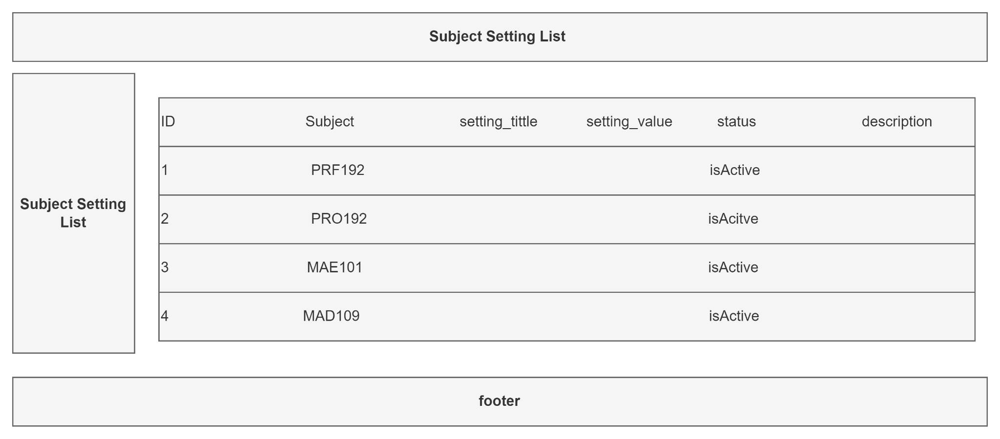 Subject Setting List
Subject Setting
List
ID Subject setting_tittle setting_value status description
1 PRF192 isActive
2 PRO192 isAcitve
3 MAE101 isActive
4 MAD109 isActive
footer